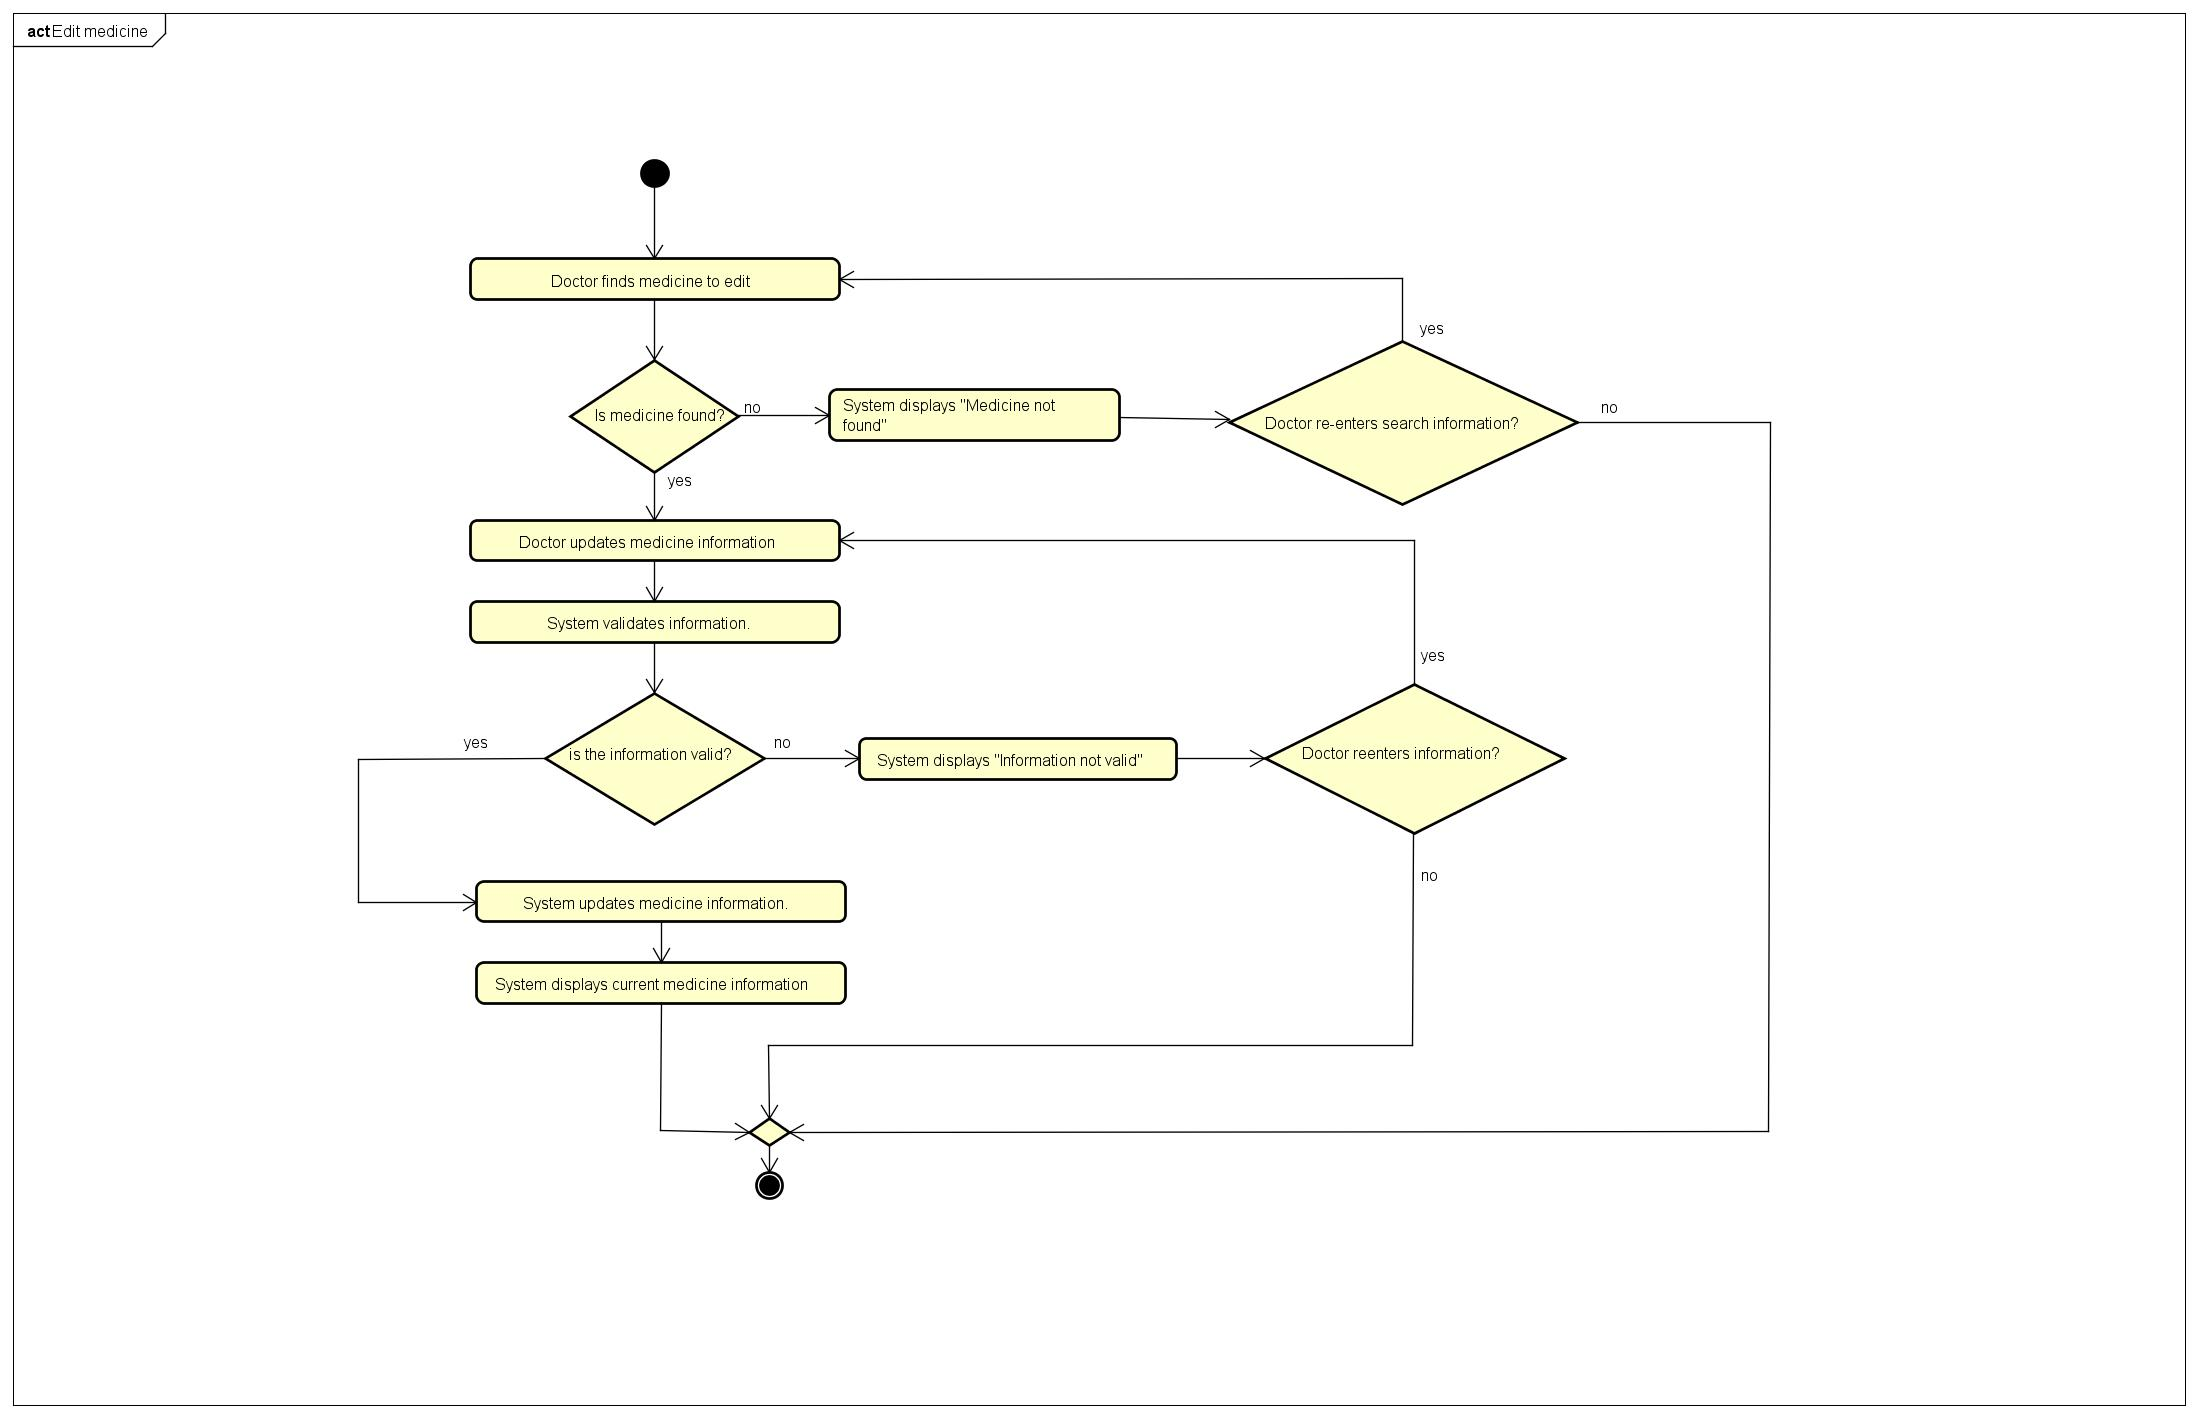 act Edit medicine
Doctor finds medicine to edit
yes
Is medicine found?
no
System displays "Medicine not
found"
Doctor re-enters search information?
no
yes
Doctor updates medicine information
System validates information.
yes
yes
is the information valid?
no
System displays "Information not valid"
Doctor reenters information?
no
System updates medicine information.
System displays current medicine information